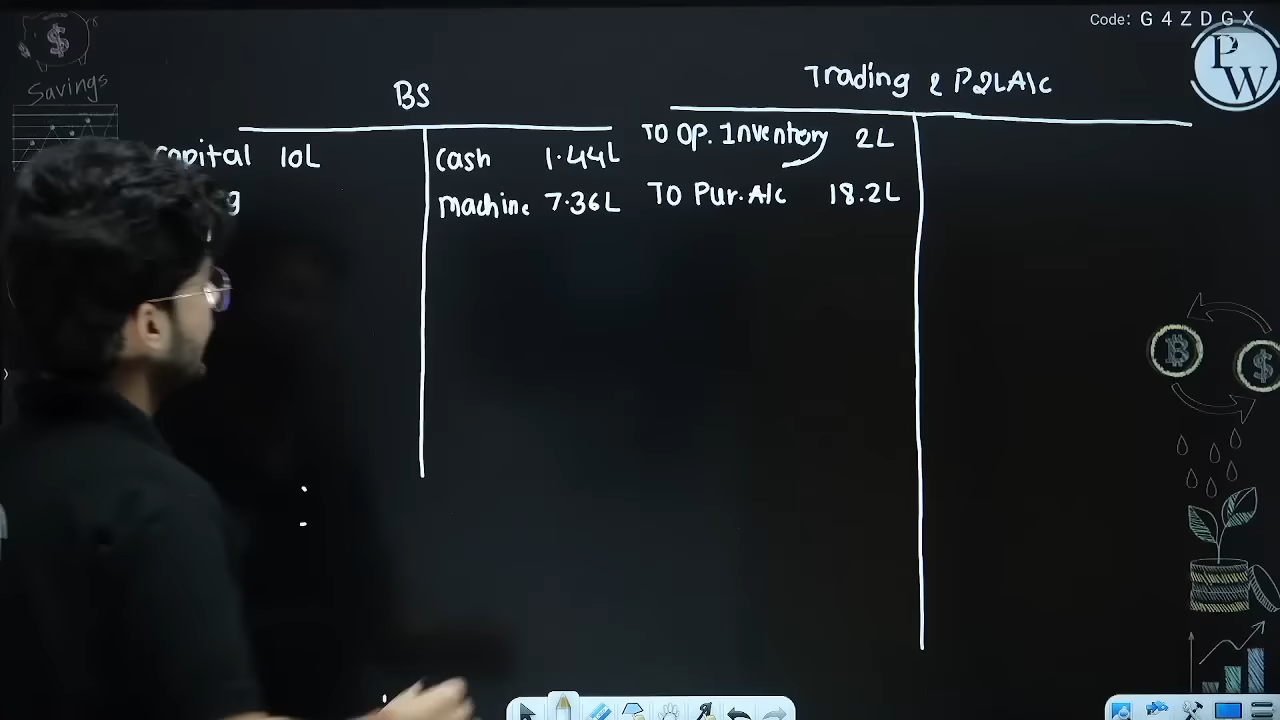 Code: G 4 Z D G X
PW
Savings
BS
Trading & P&L A/c
capital 10L
cash 1.44L
machine 7.36L
TO Op. Inventory 2L
TO Pur. A/c 18.2L